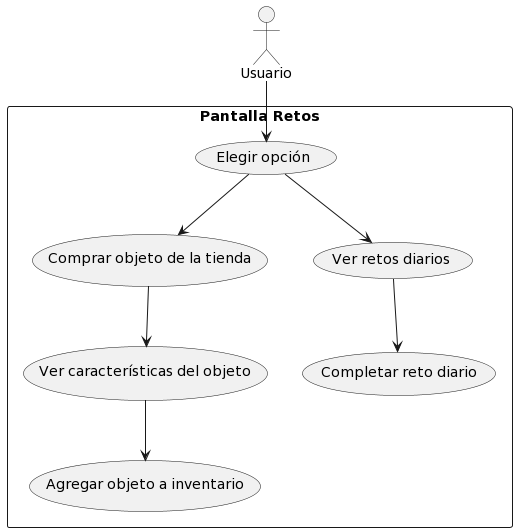 Usuario
Pantalla Retos
Elegir opción
Comprar objeto de la tienda
Ver retos diarios
Ver características del objeto
Completar reto diario
Agregar objeto a inventario